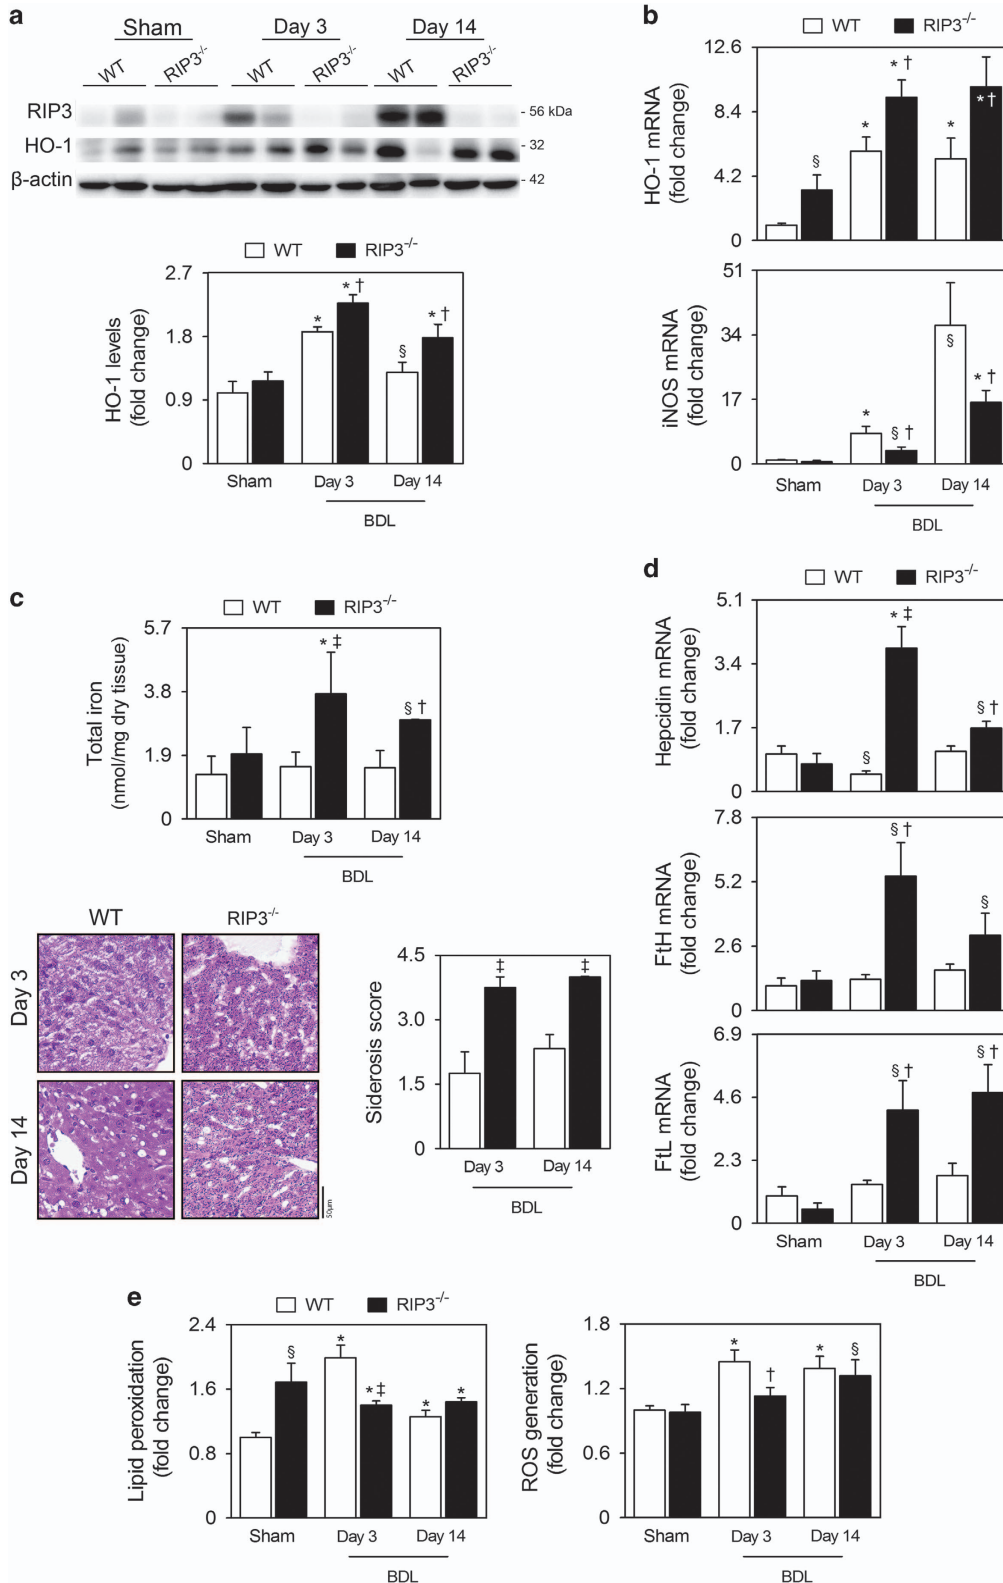 a
Sham Day 3 Day 14
WT RIP3-/- WT RIP3-/- WT RIP3-/-
RIP3 - 56 kDa
HO-1 - 32
β-actin - 42
WT RIP3-/-
HO-1 levels
(fold change)
2.7
* †
* * †
1.8
§
0.9
0
Sham Day 3 Day 14
BDL
b
WT RIP3-/-
HO-1 mRNA
(fold change)
12.6
* †
* †
8.4
* *
4.2
§
0
iNOS mRNA
(fold change)
51
34
§
17
* †
*
§ †
0
Sham Day 3 Day 14
BDL
c
WT RIP3-/-
Total iron
(nmol/mg dry tissue)
5.7
* ‡
3.8
§ †
1.9
0
Sham Day 3 Day 14
BDL
WT RIP3-/-
Day 3
Day 14
50µm
Siderosis score
4.5
‡ ‡
3.0
1.5
0
Day 3 Day 14
BDL
d
WT RIP3-/-
Hepcidin mRNA
(fold change)
5.1
* ‡
3.4
§ †
1.7
§
0
FtH mRNA
(fold change)
7.8
§ †
5.2
§
2.6
0
FtL mRNA
(fold change)
6.9
§ † § †
4.6
2.3
0
Sham Day 3 Day 14
BDL
e
WT RIP3-/-
Lipid peroxidation
(fold change)
2.4
§ *
* ‡ * *
1.6
0.8
0
Sham Day 3 Day 14
BDL
ROS generation
(fold change)
1.8
* * §
†
1.2
0.6
0
Sham Day 3 Day 14
BDL